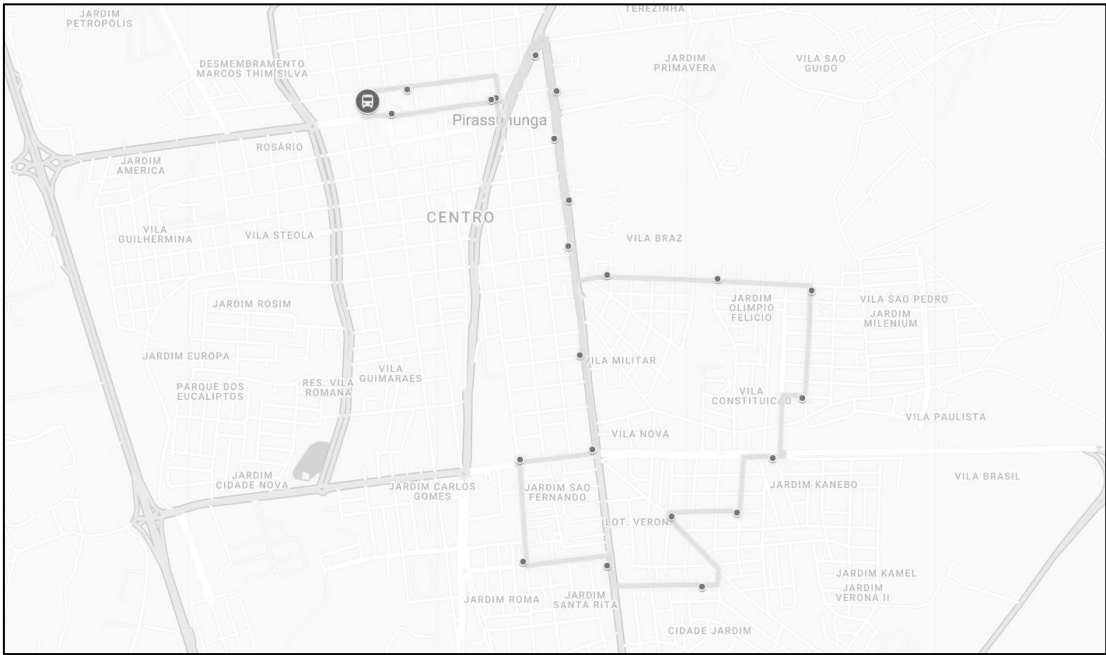 JARDIM
PETROPOLIS
TEREZINHA
DESMEMBRAMENTO
MARCOS THIM SILVA
JARDIM
PRIMAVERA
VILA SAO
GUIDO
Pirassununga
ROSÁRIO
JARDIM
AMERICA
CENTRO
VILA
GUILHERMINA
VILA STEOLA
VILA BRAZ
JARDIM ROSIM
JARDIM
OLIMPIO
FELICIO
VILA SAO PEDRO
JARDIM
MILENIUM
JARDIM EUROPA
VILA
GUIMARAES
VILA MILITAR
PARQUE DOS
EUCALIPTOS
RES. VILA
ROMANA
VILA
CONSTITUICAO
VILA PAULISTA
VILA NOVA
JARDIM
CIDADE NOVA
JARDIM CARLOS
GOMES
JARDIM SAO
FERNANDO
JARDIM KANEBO
VILA BRASIL
LOT. VERONA
JARDIM KAMEL
JARDIM
VERONA II
JARDIM ROMA
JARDIM
SANTA RITA
CIDADE JARDIM